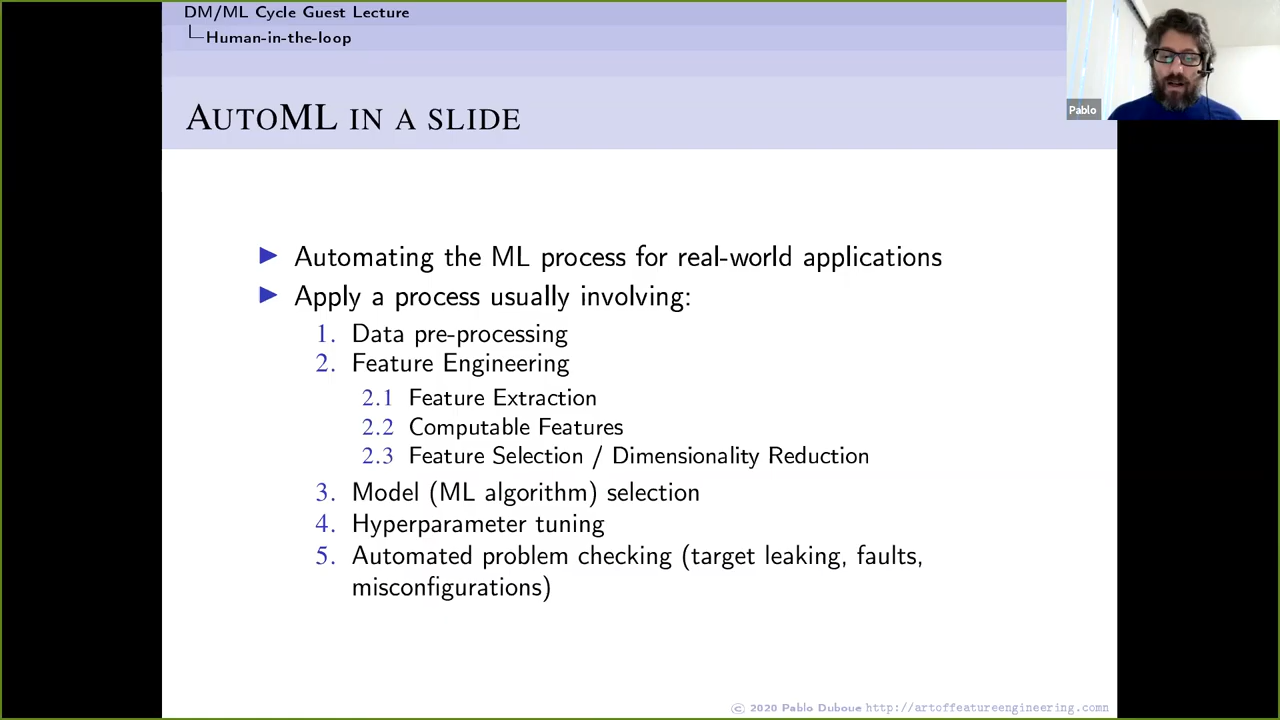 DM/ML Cycle Guest Lecture
Human-in-the-loop
AUTOML IN A SLIDE
Pablo
Automating the ML process for real-world applications
Apply a process usually involving:
1. Data pre-processing
2. Feature Engineering
2.1 Feature Extraction
2.2 Computable Features
2.3 Feature Selection / Dimensionality Reduction
3. Model (ML algorithm) selection
4. Hyperparameter tuning
5. Automated problem checking (target leaking, faults,
misconfigurations)
© 2020 Pablo Duboue http://artoffeatureengineering.comn